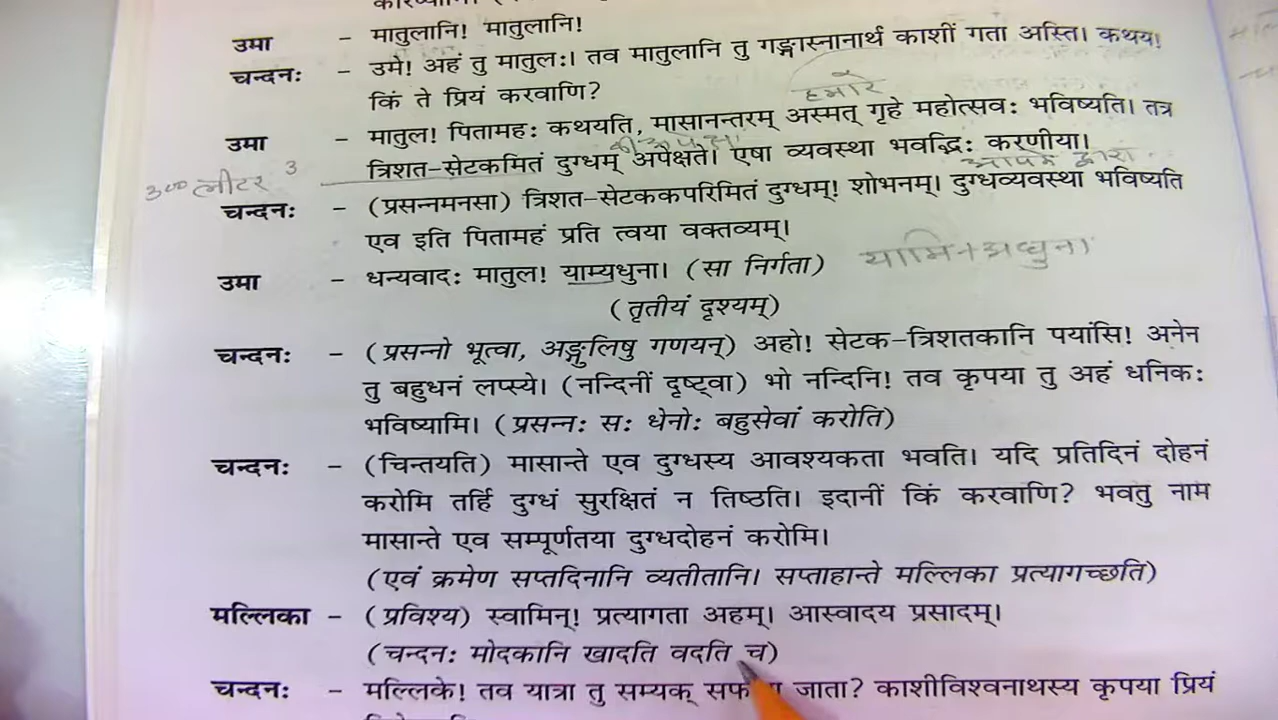 उमा – मातुलानि! मातुलानि!
चन्दनः – उमे! अहं तु मातुलः। तव मातुलानि तु गङ्गास्नानार्थं काशीं गता अस्ति। कथय!
किं ते प्रियं करवाणि?
हमारे
उमा – मातुल! पितामहः कथयति, मासानन्तरम् अस्मत् गृहे महोत्सवः भविष्यति। तत्र
त्रिशत-सेटकमितं दुग्धम् अपेक्षते। एषा व्यवस्था भवद्भिः करणीया।
आपके द्वारा
300 लीटर 3
चन्दनः – (प्रसन्नमनसा) त्रिशत-सेटककपरिमितं दुग्धम्! शोभनम्। दुग्धव्यवस्था भविष्यति
एव इति पितामहं प्रति त्वया वक्तव्यम्।
यामि+अधुना
उमा – धन्यवादः मातुल! याम्यधुना। (सा निर्गता)
(तृतीयं दृश्यम्)
चन्दनः – (प्रसन्नो भूत्वा, अङ्गुलिषु गणयन्) अहो! सेटक-त्रिशतकानि पयांसि! अनेन
तु बहुधनं लप्स्ये। (नन्दिनीं दृष्ट्वा) भो नन्दिनि! तव कृपया तु अहं धनिकः
भविष्यामि। (प्रसन्नः सः धेनोः बहुसेवां करोति)
चन्दनः – (चिन्तयति) मासान्ते एव दुग्धस्य आवश्यकता भवति। यदि प्रतिदिनं दोहनं
करोमि तर्हि दुग्धं सुरक्षितं न तिष्ठति। इदानीं किं करवाणि? भवतु नाम
मासान्ते एव सम्पूर्णतया दुग्धदोहनं करोमि।
(एवं क्रमेण सप्तदिनानि व्यतीतानि। सप्ताहान्ते मल्लिका प्रत्यागच्छति)
मल्लिका – (प्रविश्य) स्वामिन्! प्रत्यागता अहम्। आस्वादय प्रसादम्।
(चन्दनः मोदकानि खादति वदति च)
चन्दनः – मल्लिके! तव यात्रा तु सम्यक् जाता? काशीविश्वनाथस्य कृपया प्रियं